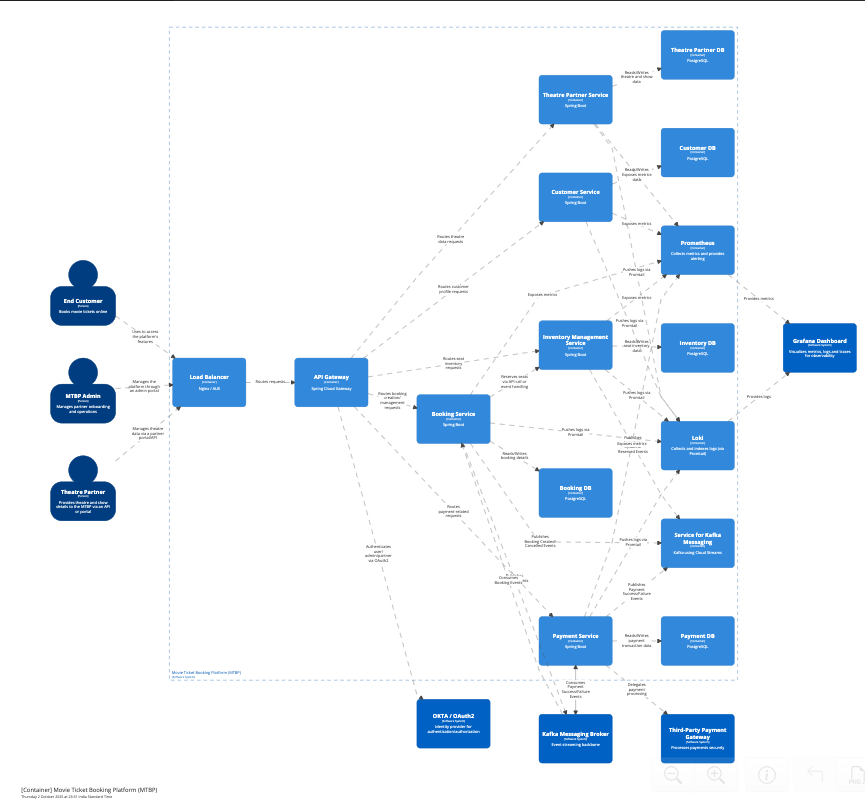 Theatre Partner DB
[Container]
PostgreSQL
Reads/Writes
theatre and show
data
Theatre Partner Service
[Container]
Spring Boot
Customer DB
[Container]
PostgreSQL
Reads/Writes
Exposes metrics
data
Customer Service
[Container]
Spring Boot
Exposes metrics
Prometheus
[Container]
Collects metrics and provides
alerting
Routes theatre
data requests
Pushes logs via
Promtail
Routes customer
profile requests
Exposes metrics
Exposes metrics
Provides metrics
End Customer
[Person]
Books movie tickets online
Uses to access
the platform's
features
Pushes logs via
Promtail
Inventory Management
Service
[Container]
Spring Boot
Reads/Writes
and inventory
data
Inventory DB
[Container]
PostgreSQL
Grafana Dashboard
[Software System]
Visualizes metrics, logs and traces
for observability
Load Balancer
[Container]
Nginx / ALB
Routes requests
API Gateway
[Container]
Spring Cloud Gateway
Routes seat
inventory
requests
Reserves seats
via API call or
event handling
MTBP Admin
[Person]
Manages partner onboarding
and operations
Manages the
platform through
an admin portal
Routes booking
creation/
management
requests
Booking Service
[Container]
Spring Boot
Pushes logs via
Promtail
Provides logs
Manages theatre
data via a partner
portal/API
Pushes logs via
Promtail
Publishes
Exposes metrics
Reserved Events
Loki
[Container]
Collects and indexes logs (via
Promtail)
Reads/Writes
booking details
Theatre Partner
[Person]
Provides theatre and show
details to the MTBP via an API
or portal
Booking DB
[Container]
PostgreSQL
Routes
payment-related
requests
Publishes
Booking Created/
Cancelled Events
Pushes logs via
Promtail
Service for Kafka
Messaging
[Container]
Kafka using Cloud Streams
Authenticates
user/
admin/partner
via OAuth2
Consumes
Booking Events
Publishes
Payment
Success/Failure
Events
Payment Service
[Container]
Spring Boot
Reads/Writes
payment
transaction data
Payment DB
[Container]
PostgreSQL
Movie Ticket Booking Platform (MTBP)
[Software System]
Consumes
Payment
Success/Failure
Events
Delegates
payment
processing
OKTA / OAuth2
[Software System]
Identity provider for
authentication/authorization
Kafka Messaging Broker
[Software System]
Event streaming backbone
Third-Party Payment
Gateway
[Software System]
Processes payments securely
PNG
[Container] Movie Ticket Booking Platform (MTBP)
Thursday 2 October 2025 at 23:31 India Standard Time